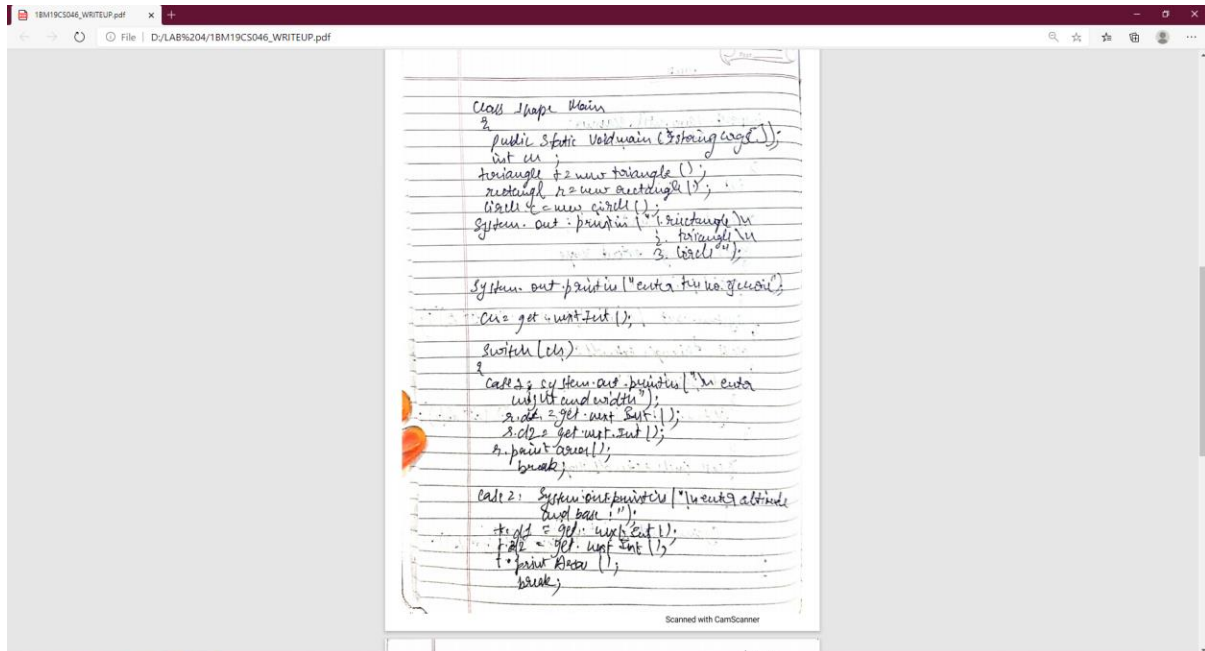 1BM19CS046_WRITEUP.pdf
File | D:/LAB%204/1BM19CS046_WRITEUP.pdf
Class Shape Main
{
public Static Void main (String args[]);
int ch ;
triangle t = new triangle ();
rectangl r = new rectangle ();
Circle c = new circle ();
System. out . println (" 1. rectangle \n
2. triangle \n
3. Circle ");
System. out. println ("enter the no. of choice");
Ch = get . next Int ();
Switch (ch)
{
Case 1 : system. out. println ("\n enter
height and width");
r.d1 = get. next Int ();
r.d2 = get. next. Int ();
r. print area();
break;
Case 2 : System. out. println ("\n enter altitude
and base : ");
t. d1 = get. next. Int ();
t. d2 = get. next Int ();
t. print Area ();
break;
Scanned with CamScanner